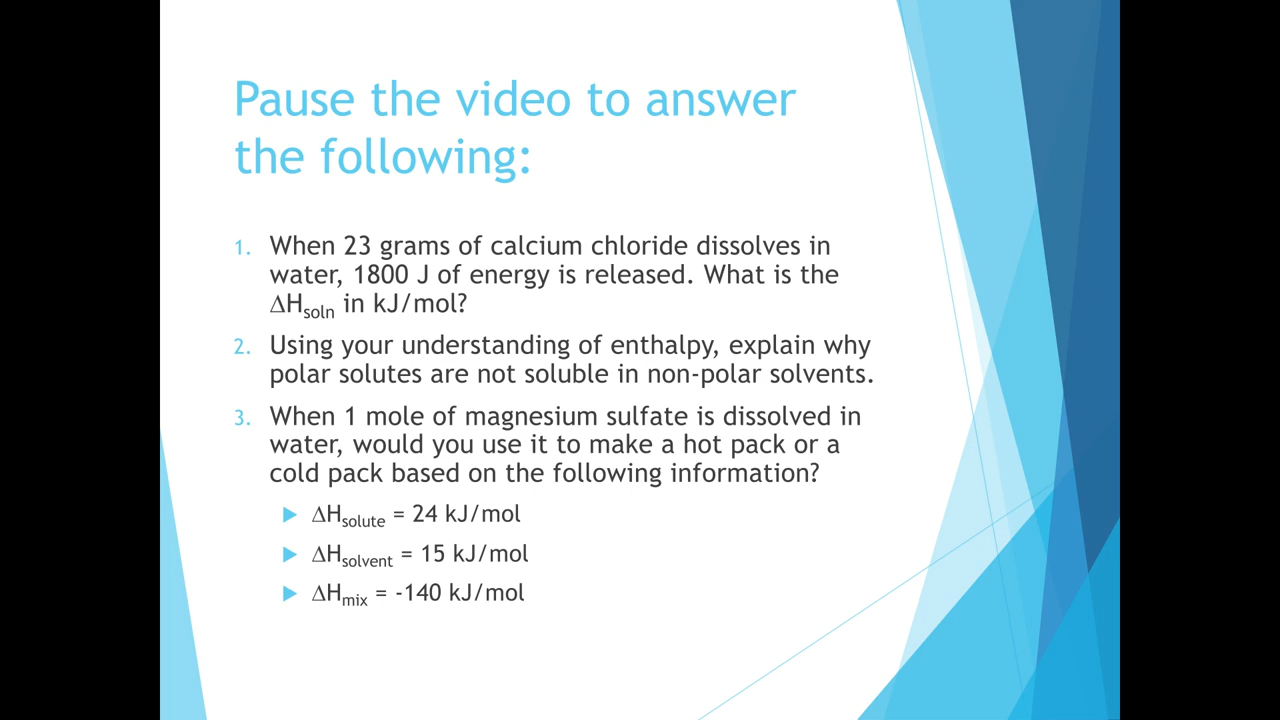 Pause the video to answer
the following:
1. When 23 grams of calcium chloride dissolves in
water, 1800 J of energy is released. What is the
∆Hsoln in kJ/mol?
2. Using your understanding of enthalpy, explain why
polar solutes are not soluble in non-polar solvents.
3. When 1 mole of magnesium sulfate is dissolved in
water, would you use it to make a hot pack or a
cold pack based on the following information?
∆Hsolute = 24 kJ/mol
∆Hsolvent = 15 kJ/mol
∆Hmix = -140 kJ/mol